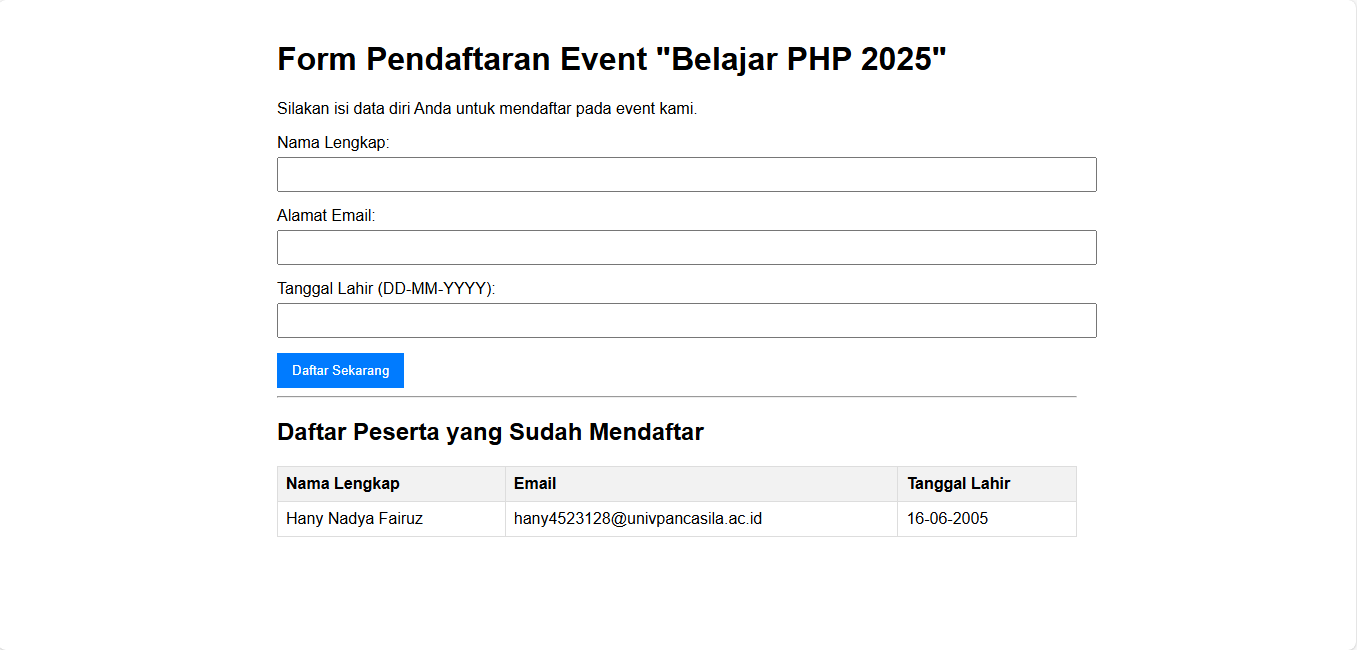 Form Pendaftaran Event "Belajar PHP 2025"
Silakan isi data diri Anda untuk mendaftar pada event kami.
Nama Lengkap:
Alamat Email:
Tanggal Lahir (DD-MM-YYYY):
Daftar Sekarang
Daftar Peserta yang Sudah Mendaftar
Nama Lengkap Email Tanggal Lahir
Hany Nadya Fairuz hany4523128@univpancasila.ac.id 16-06-2005